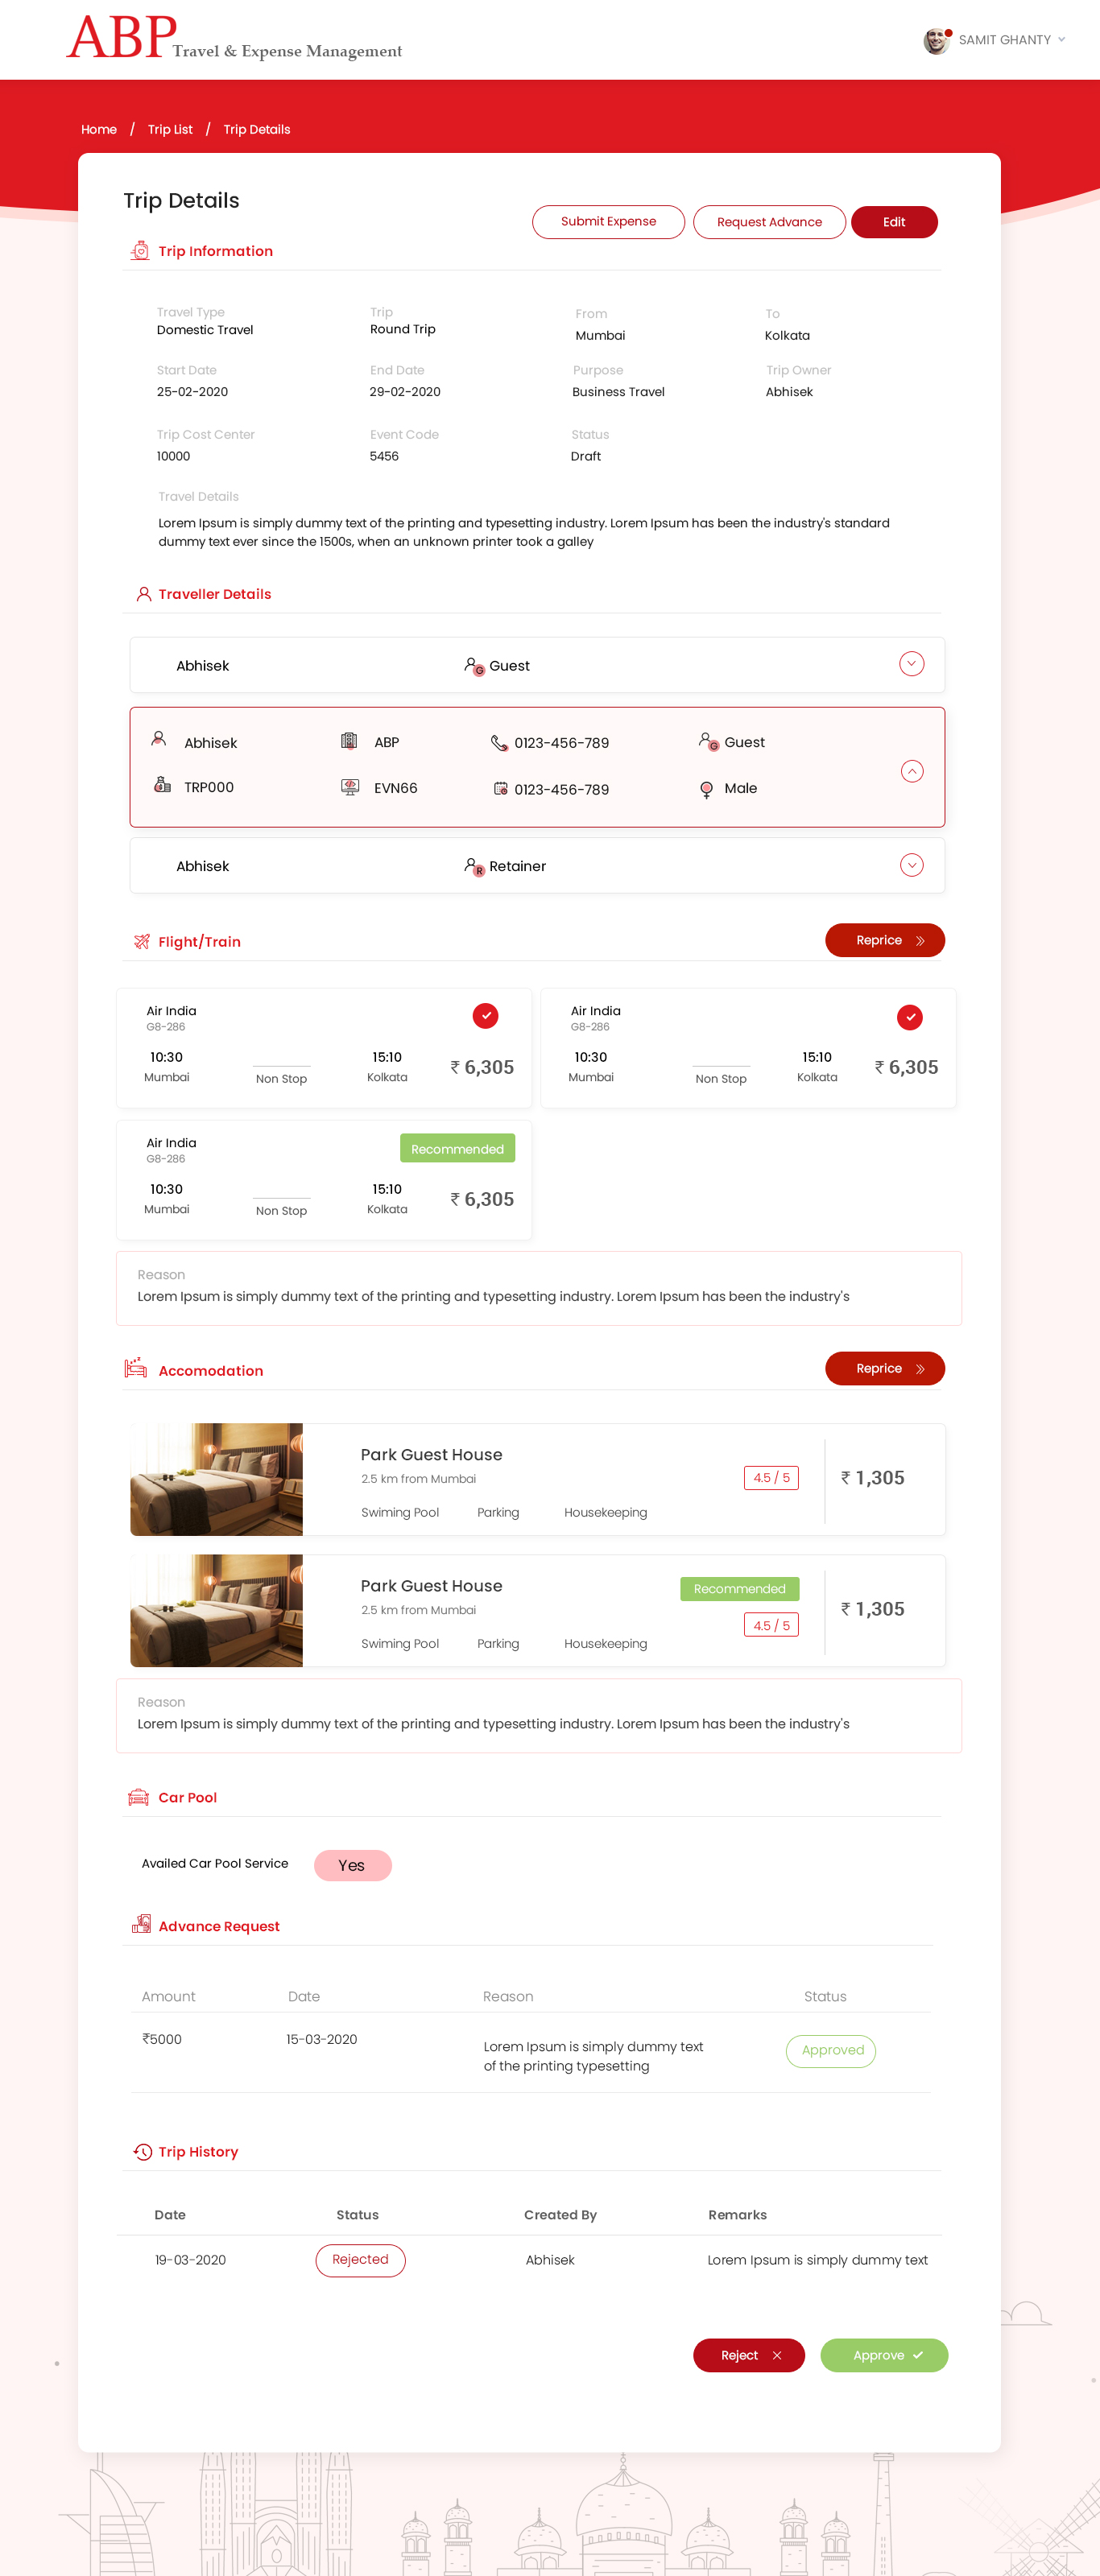 ABP Travel & Expense Management
SAMIT GHANTY
Home / Trip List / Trip Details
Trip Details
Submit Expense
Request Advance
Edit
Trip Information
Travel Type
Trip
From
To
Domestic Travel
Round Trip
Mumbai
Kolkata
Start Date
End Date
Purpose
Trip Owner
25-02-2020
29-02-2020
Business Travel
Abhisek
Trip Cost Center
Event Code
Status
10000
5456
Draft
Travel Details
Lorem Ipsum is simply dummy text of the printing and typesetting industry. Lorem Ipsum has been the industry's standard
dummy text ever since the 1500s, when an unknown printer took a galley
Traveller Details
Abhisek
G Guest
Abhisek
ABP
0123-456-789
G Guest
TRP000
EVN66
0123-456-789
Male
Abhisek
R Retainer
Flight/Train
Reprice
Air India
G8-286
10:30
15:10
₹ 6,305
Mumbai
Non Stop
Kolkata
Air India
G8-286
10:30
15:10
₹ 6,305
Mumbai
Non Stop
Kolkata
Air India
Recommended
G8-286
10:30
15:10
₹ 6,305
Mumbai
Non Stop
Kolkata
Reason
Lorem Ipsum is simply dummy text of the printing and typesetting industry. Lorem Ipsum has been the industry's
Accomodation
Reprice
Park Guest House
2.5 km from Mumbai
4.5 / 5
₹ 1,305
Swiming Pool
Parking
Housekeeping
Park Guest House
Recommended
2.5 km from Mumbai
4.5 / 5
₹ 1,305
Swiming Pool
Parking
Housekeeping
Reason
Lorem Ipsum is simply dummy text of the printing and typesetting industry. Lorem Ipsum has been the industry's
Car Pool
Availed Car Pool Service
Yes
Advance Request
Amount
Date
Reason
Status
₹5000
15-03-2020
Lorem Ipsum is simply dummy text
of the printing typesetting
Approved
Trip History
Date
Status
Created By
Remarks
19-03-2020
Rejected
Abhisek
Lorem Ipsum is simply dummy text
Reject
Approve